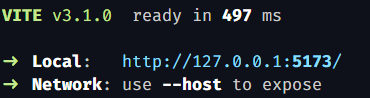 VITE v3.1.0 ready in 497 ms
➜ Local: http://127.0.0.1:5173/
➜ Network: use --host to expose